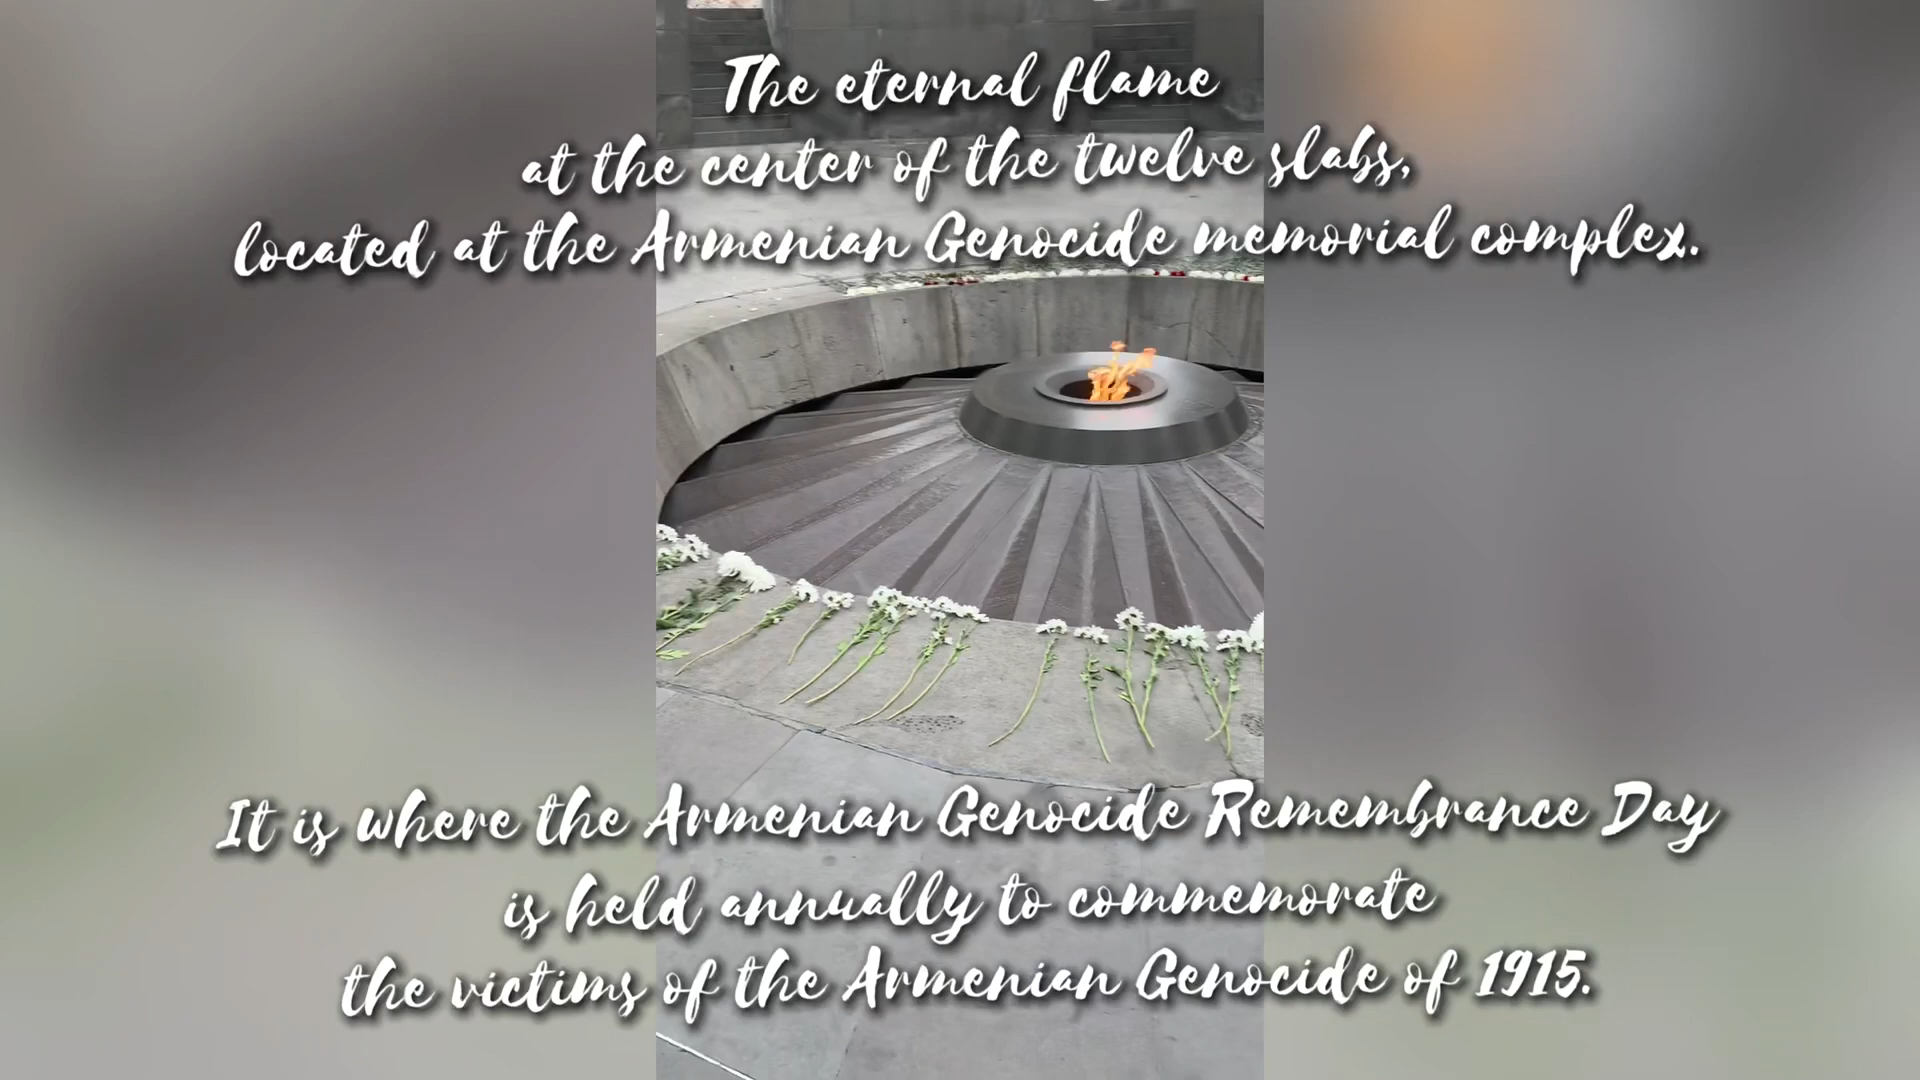 The eternal flame
at the center of the twelve slabs,
located at the Armenian Genocide memorial complex.
It is where the Armenian Genocide Remembrance Day
is held annually to commemorate
the victims of the Armenian Genocide of 1915.